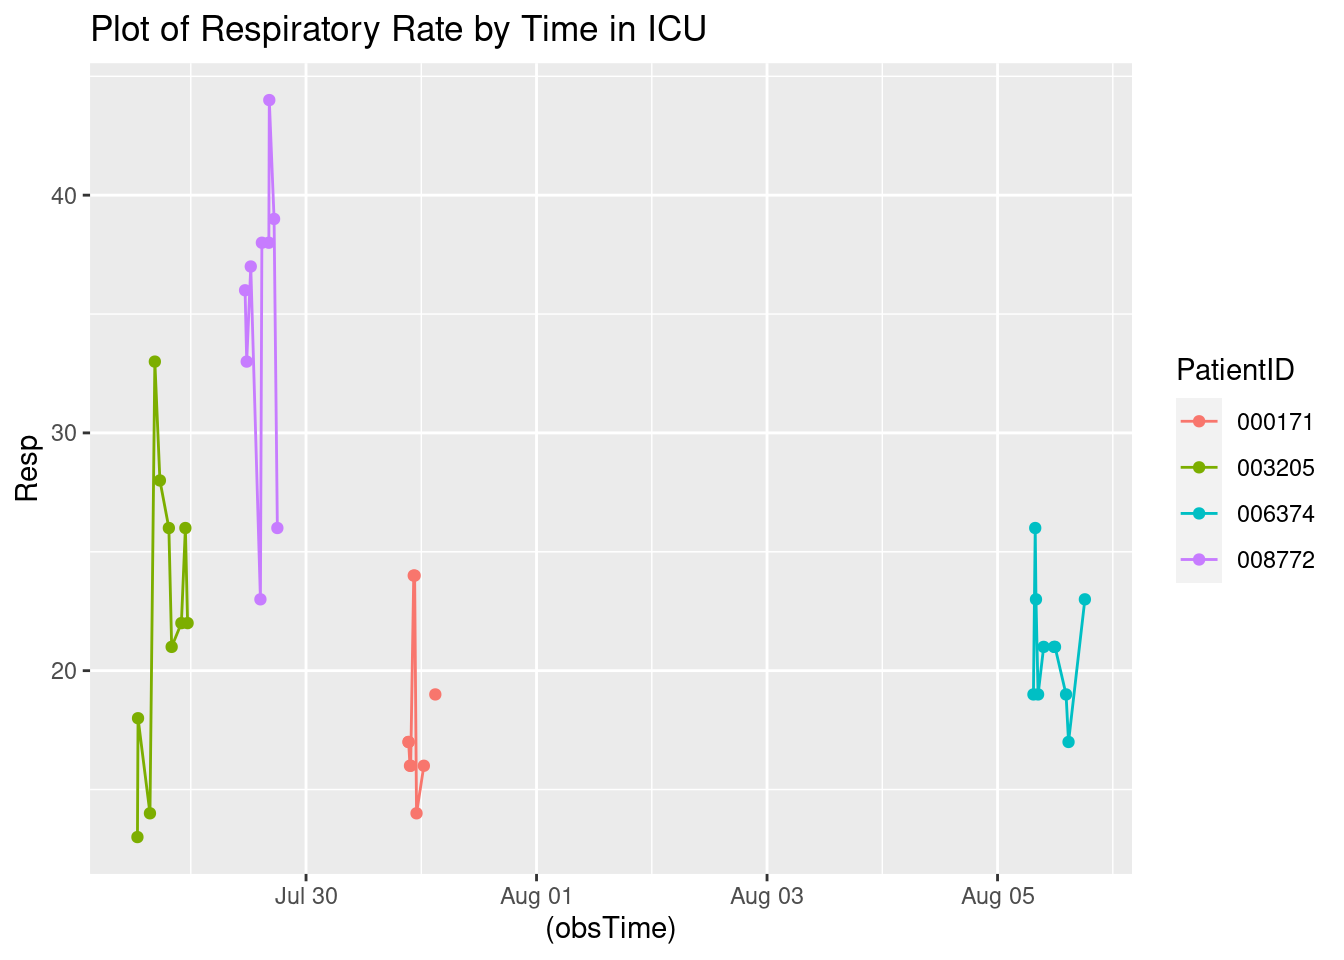 Plot of Respiratory Rate by Time in ICU
40
30
20
Resp
Jul 30
Aug 01
Aug 03
Aug 05
(obsTime)
PatientID
000171
003205
006374
008772